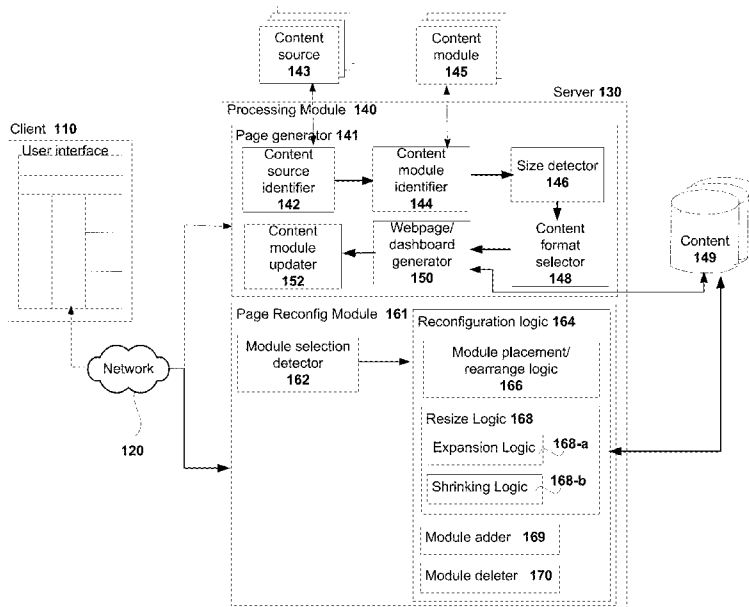 Content
source
143
Content
module
145
Server 130
Processing Module 140
Client 110
User interface
Page generator 141
Content
source
identifier
142
Content
module
identifier
144
Size detector
146
Content
module
updater
152
Webpage/
dashboard
generator
150
Content
format
selector
148
Content
149
Page Reconfig Module 161
Module selection
detector
162
Reconfiguration logic 164
Module placement/
rearrange logic
166
Resize Logic 168
Expansion Logic
168-a
Shrinking Logic
168-b
Module adder 169
Module deleter 170
Network
120